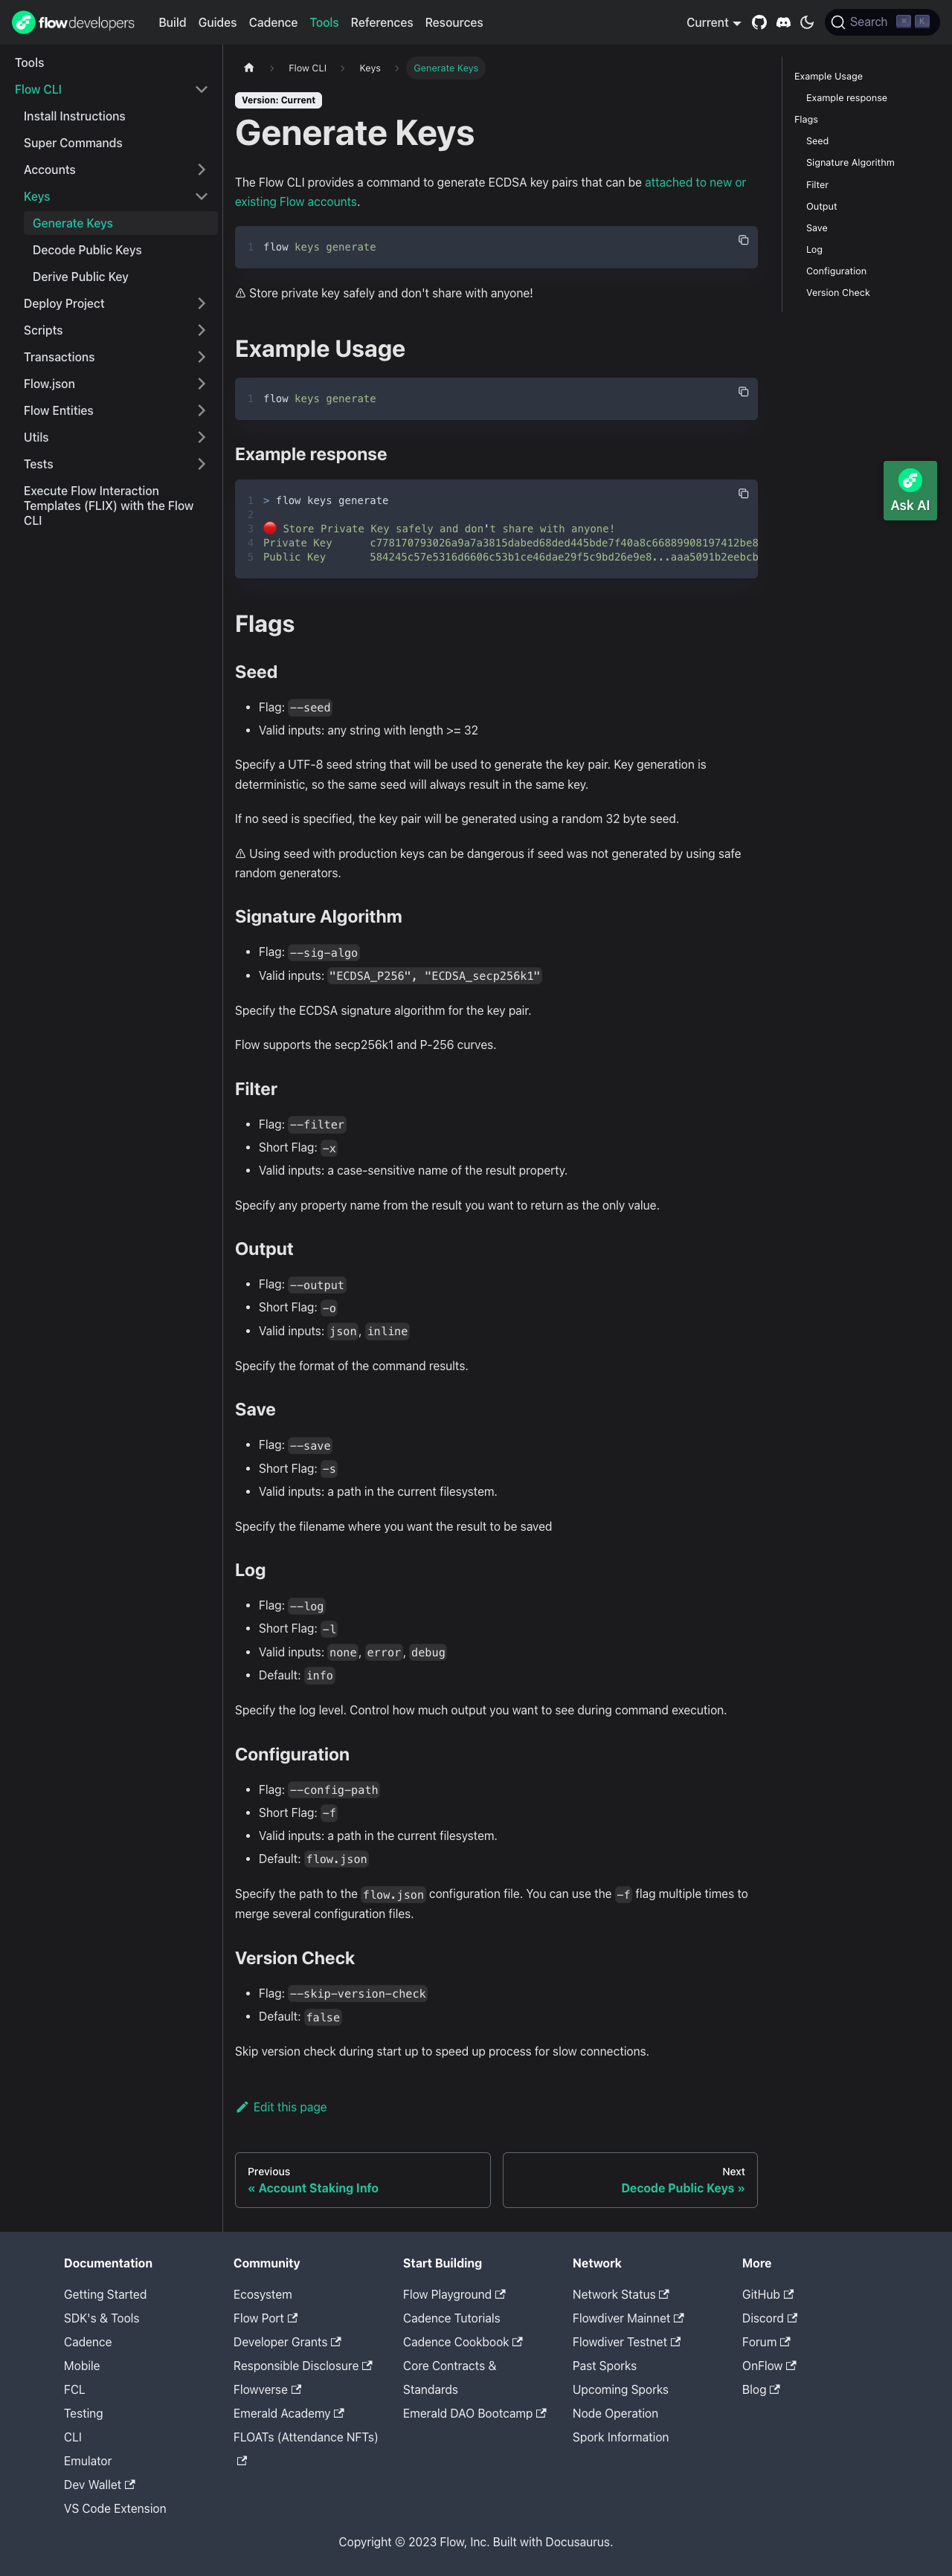 flow developers
Build
Guides
Cadence
Tools
References
Resources
Current
Search
K
Tools
Flow CLI
Install Instructions
Super Commands
Accounts
Keys
Generate Keys
Decode Public Keys
Derive Public Key
Deploy Project
Scripts
Transactions
Flow.json
Flow Entities
Utils
Tests
Execute Flow Interaction
Templates (FLIX) with the Flow
CLI
Flow CLI
Keys
Generate Keys
Version: Current
Generate Keys
The Flow CLI provides a command to generate ECDSA key pairs that can be attached to new or
existing Flow accounts.
1 flow keys generate
⚠ Store private key safely and don't share with anyone!
Example Usage
1 flow keys generate
Example response
1 > flow keys generate
2
3 🔴 Store Private Key safely and don't share with anyone!
4 Private Key c778170793026a9a7a3815dabed68ded445bde7f40a8c66889908197412be8
5 Public Key 584245c57e5316d6606c53b1ce46dae29f5c9bd26e9e8...aaa5091b2eebcb
Flags
Seed
• Flag: --seed
• Valid inputs: any string with length >= 32
Specify a UTF-8 seed string that will be used to generate the key pair. Key generation is
deterministic, so the same seed will always result in the same key.
If no seed is specified, the key pair will be generated using a random 32 byte seed.
⚠ Using seed with production keys can be dangerous if seed was not generated by using safe
random generators.
Signature Algorithm
• Flag: --sig-algo
• Valid inputs: "ECDSA_P256", "ECDSA_secp256k1"
Specify the ECDSA signature algorithm for the key pair.
Flow supports the secp256k1 and P-256 curves.
Filter
• Flag: --filter
• Short Flag: -x
• Valid inputs: a case-sensitive name of the result property.
Specify any property name from the result you want to return as the only value.
Output
• Flag: --output
• Short Flag: -o
• Valid inputs: json, inline
Specify the format of the command results.
Save
• Flag: --save
• Short Flag: -s
• Valid inputs: a path in the current filesystem.
Specify the filename where you want the result to be saved
Log
• Flag: --log
• Short Flag: -l
• Valid inputs: none, error, debug
• Default: info
Specify the log level. Control how much output you want to see during command execution.
Configuration
• Flag: --config-path
• Short Flag: -f
• Valid inputs: a path in the current filesystem.
• Default: flow.json
Specify the path to the flow.json configuration file. You can use the -f flag multiple times to
merge several configuration files.
Version Check
• Flag: --skip-version-check
• Default: false
Skip version check during start up to speed up process for slow connections.
Edit this page
Previous
« Account Staking Info
Next
Decode Public Keys »
Example Usage
Example response
Flags
Seed
Signature Algorithm
Filter
Output
Save
Log
Configuration
Version Check
Ask AI
Documentation
Getting Started
SDK's & Tools
Cadence
Mobile
FCL
Testing
CLI
Emulator
Dev Wallet
VS Code Extension
Community
Ecosystem
Flow Port
Developer Grants
Responsible Disclosure
Flowverse
Emerald Academy
FLOATs (Attendance NFTs)
Start Building
Flow Playground
Cadence Tutorials
Cadence Cookbook
Core Contracts &
Standards
Emerald DAO Bootcamp
Network
Network Status
Flowdiver Mainnet
Flowdiver Testnet
Past Sporks
Upcoming Sporks
Node Operation
Spork Information
More
GitHub
Discord
Forum
OnFlow
Blog
Copyright © 2023 Flow, Inc. Built with Docusaurus.